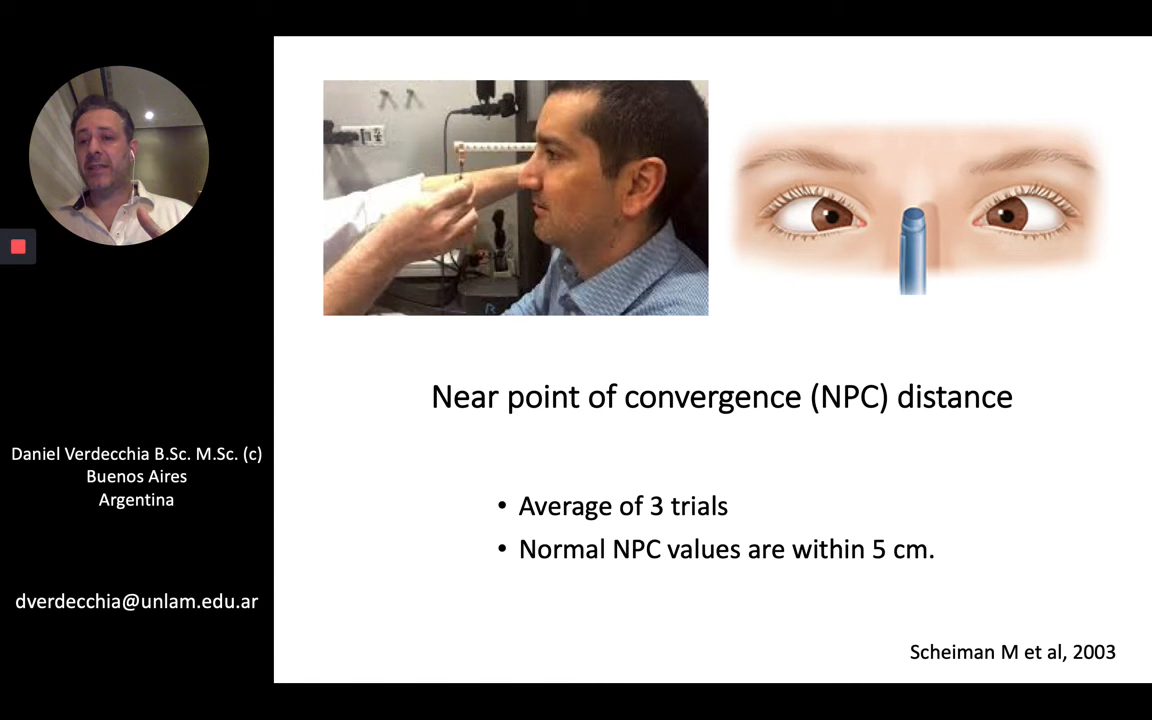 Near point of convergence (NPC) distance
• Average of 3 trials
• Normal NPC values are within 5 cm.
Scheiman M et al, 2003
Daniel Verdecchia B.Sc. M.Sc. (c)
Buenos Aires
Argentina
dverdecchia@unlam.edu.ar